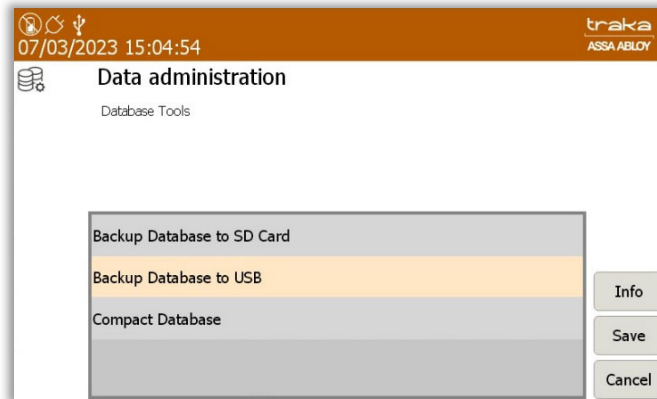 traka
07/03/2023 15:04:54
ASSA ABLOY
Data administration
Database Tools
Backup Database to SD Card
Backup Database to USB
Compact Database
Info
Save
Cancel